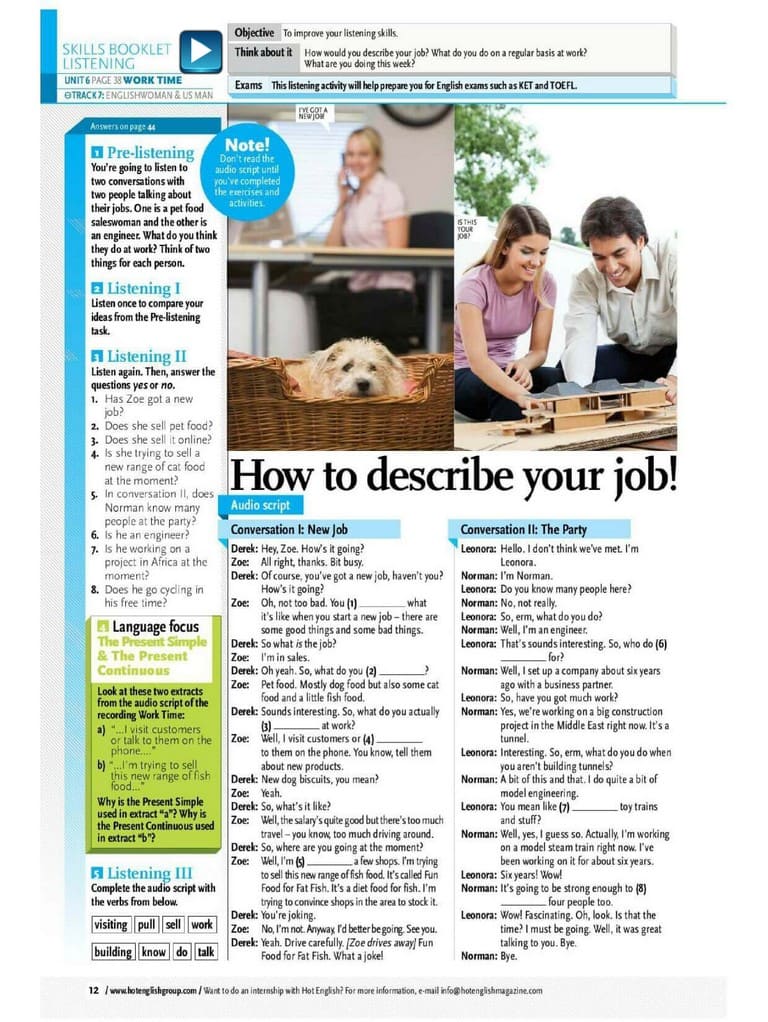 SKILLS BOOKLET
LISTENING
UNIT 6 PAGE 38 WORK TIME
TRACK 7: ENGLISHWOMAN & US MAN
Objective To improve your listening skills.
Think about it How would you describe your job? What do you do on a regular basis at work?
What are you doing this week?
Exams This listening activity will help prepare you for English exams such as KET and TOEFL.
Answers on page 44
1 Pre-listening
You're going to listen to
two conversations with
two people talking about
their jobs. One is a pet food
saleswoman and the other is
an engineer. What do you think
they do at work? Think of two
things for each person.
2 Listening I
Listen once to compare your
ideas from the Pre-listening
task.
3 Listening II
Listen again. Then, answer the
questions yes or no.
1. Has Zoe got a new
job?
2. Does she sell pet food?
3. Does she sell it online?
4. Is she trying to sell a
new range of cat food
at the moment?
5. In conversation II, does
Norman know many
people at the party?
6. Is he an engineer?
7. Is he working on a
project in Africa at the
moment?
8. Does he go cycling in
his free time?
4 Language focus
The Present Simple
& The Present
Continuous
Look at these two extracts
from the audio script of the
recording Work Time:
a) "...I visit customers
or talk to them on the
phone...."
b) "...I'm trying to sell
this new range of fish
food..."
Why is the Present Simple
used in extract "a"? Why is
the Present Continuous used
in extract "b"?
5 Listening III
Complete the audio script with
the verbs from below.
visiting pull sell work
building know do talk
Note!
Don't read the
audio script until
you've completed
the exercises and
activities.
I'VE GOT A
NEW JOB!
IS THIS
YOUR
JOB?
How to describe your job!
Audio script
Conversation I: New Job
Derek: Hey, Zoe. How's it going?
Zoe: All right, thanks. Bit busy.
Derek: Of course, you've got a new job, haven't you?
How's it going?
Zoe: Oh, not too bad. You (1) ________ what
it's like when you start a new job – there are
some good things and some bad things.
Derek: So what is the job?
Zoe: I'm in sales.
Derek: Oh yeah. So, what do you (2) ________?
Zoe: Pet food. Mostly dog food but also some cat
food and a little fish food.
Derek: Sounds interesting. So, what do you actually
(3) ________ at work?
Zoe: Well, I visit customers or (4) ________
to them on the phone. You know, tell them
about new products.
Derek: New dog biscuits, you mean?
Zoe: Yeah.
Derek: So, what's it like?
Zoe: Well, the salary's quite good but there's too much
travel – you know, too much driving around.
Derek: So, where are you going at the moment?
Zoe: Well, I'm (5) ________ a few shops. I'm trying
to sell this new range of fish food. It's called Fun
Food for Fat Fish. It's a diet food for fish. I'm
trying to convince shops in the area to stock it.
Derek: You're joking.
Zoe: No, I'm not. Anyway, I'd better be going. See you.
Derek: Yeah. Drive carefully. [Zoe drives away] Fun
Food for Fat Fish. What a joke!
Conversation II: The Party
Leonora: Hello. I don't think we've met. I'm
Leonora.
Norman: I'm Norman.
Leonora: Do you know many people here?
Norman: No, not really.
Leonora: So, erm, what do you do?
Norman: Well, I'm an engineer.
Leonora: That's sounds interesting. So, who do (6)
________ for?
Norman: Well, I set up a company about six years
ago with a business partner.
Leonora: So, have you got much work?
Norman: Yes, we're working on a big construction
project in the Middle East right now. It's a
tunnel.
Leonora: Interesting. So, erm, what do you do when
you aren't building tunnels?
Norman: A bit of this and that. I do quite a bit of
model engineering.
Leonora: You mean like (7) ________ toy trains
and stuff?
Norman: Well, yes, I guess so. Actually, I'm working
on a model steam train right now. I've
been working on it for about six years.
Leonora: Six years! Wow!
Norman: It's going to be strong enough to (8)
________ four people too.
Leonora: Wow! Fascinating. Oh, look. Is that the
time? I must be going. Well, it was great
talking to you. Bye.
Norman: Bye.
12 / www.hotenglishgroup.com / Want to do an internship with Hot English? For more information, e-mail info@hotenglishmagazine.com